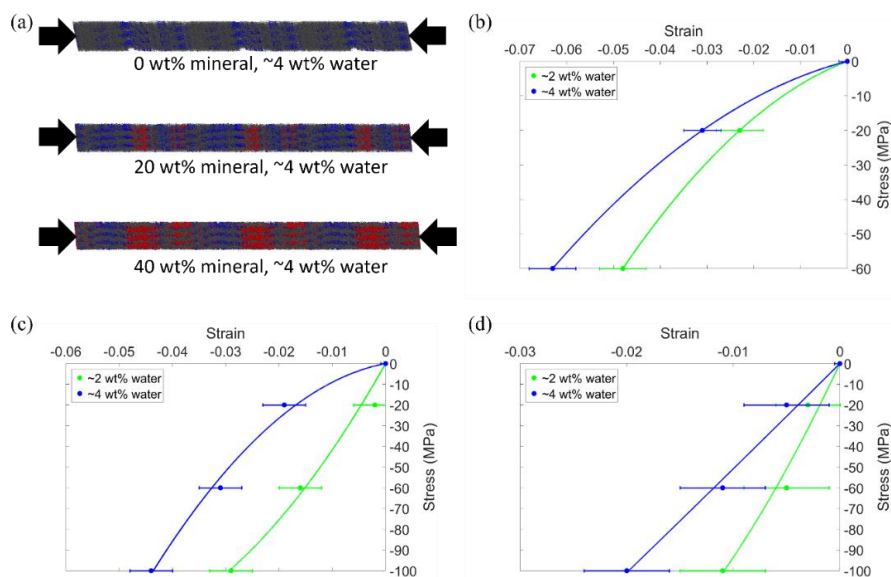 (a)
0 wt% mineral, ~4 wt% water
20 wt% mineral, ~4 wt% water
40 wt% mineral, ~4 wt% water
(b)
Strain
-0.07 -0.06 -0.05 -0.04 -0.03 -0.02 -0.01 0
~2 wt% water
~4 wt% water
0
-10
-20
-30
-40
-50
-60
Stress (MPa)
(c)
Strain
-0.06 -0.05 -0.04 -0.03 -0.02 -0.01 0
~2 wt% water
~4 wt% water
0
-10
-20
-30
-40
-50
-60
-70
-80
-90
-100
Stress (MPa)
(d)
Strain
-0.03 -0.02 -0.01 0
~2 wt% water
~4 wt% water
0
-10
-20
-30
-40
-50
-60
-70
-80
-90
-100
Stress (MPa)